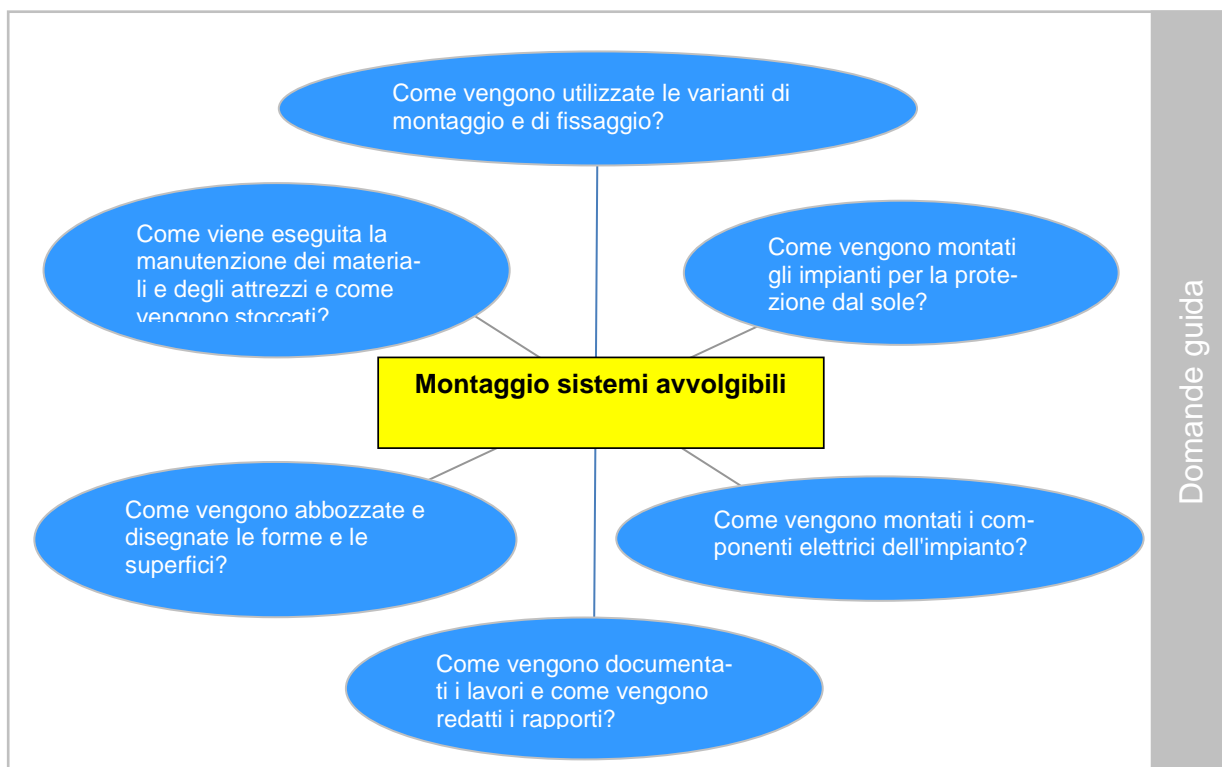 Come vengono utilizzate le varianti di
montaggio e di fissaggio?
Come viene eseguita la
manutenzione dei materia-
li e degli attrezzi e come
vengono stoccati?
Come vengono montati
gli impianti per la prote-
zione dal sole?
Montaggio sistemi avvolgibili
Come vengono abbozzate e
disegnate le forme e le
superfici?
Come vengono montati i com-
ponenti elettrici dell'impianto?
Come vengono documenta-
ti i lavori e come vengono
redatti i rapporti?
Domande guida